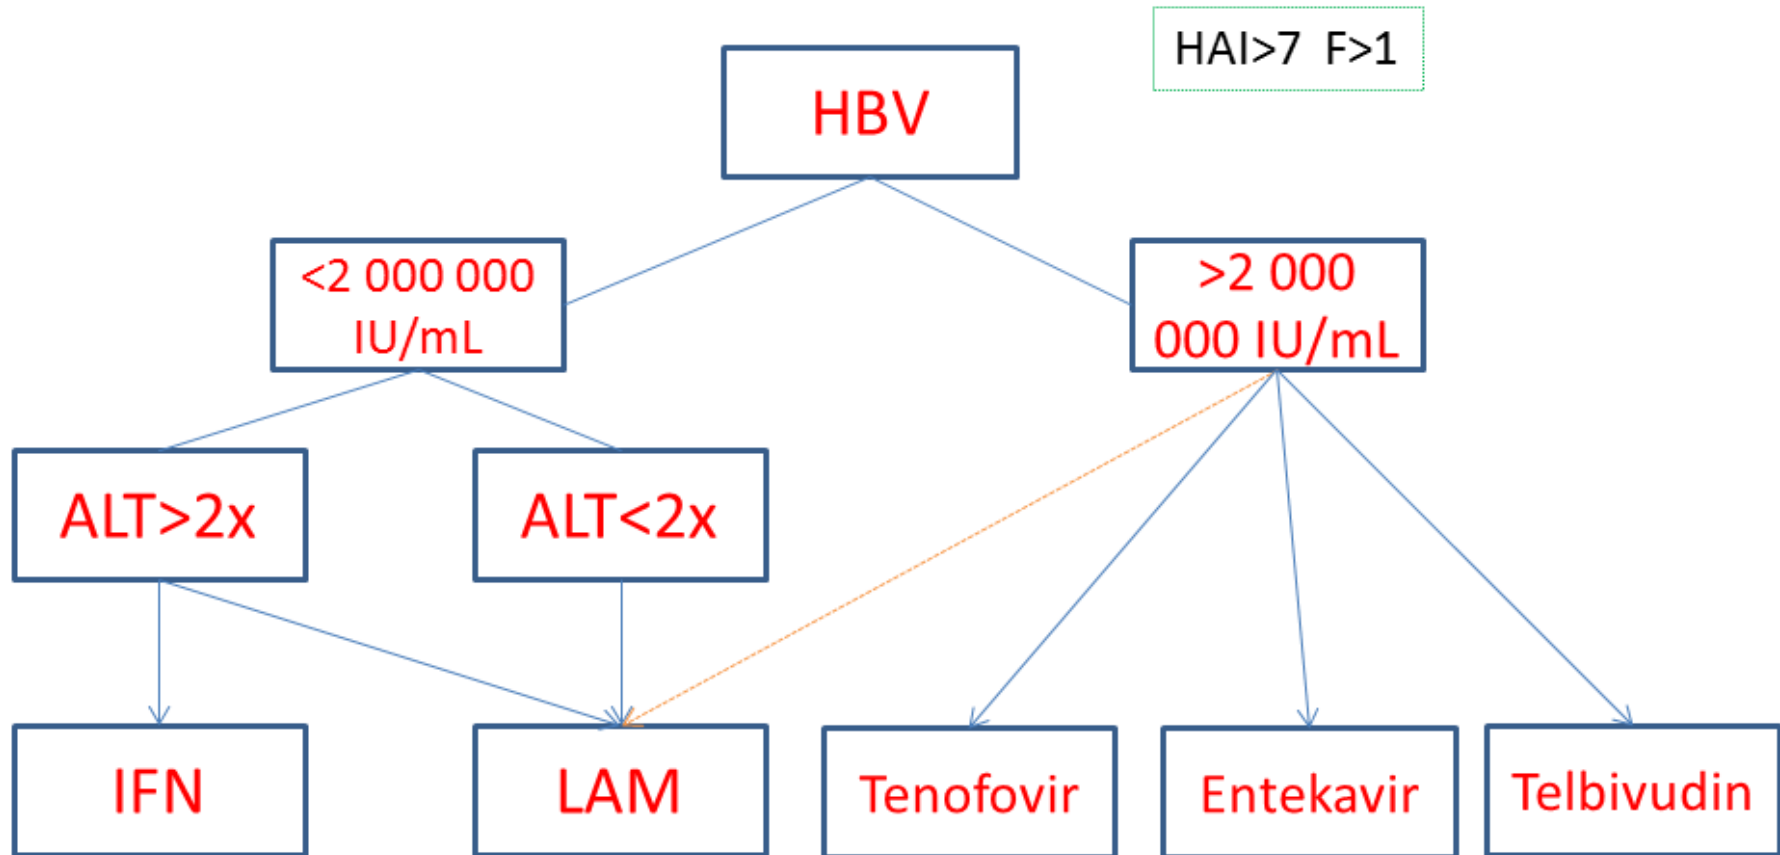 HAI>7 F>1
HBV
<2 000 000
IU/mL
>2 000
000 IU/mL
ALT>2x
ALT<2x
IFN
LAM
Tenofovir
Entekavir
Telbivudin